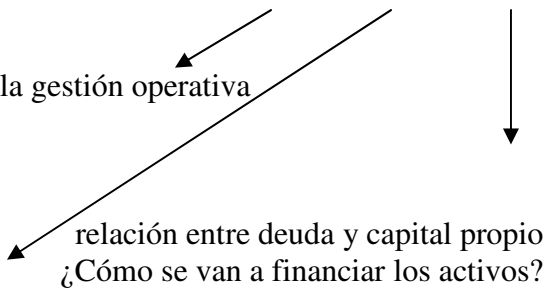 la gestión operativa
relación entre deuda y capital propio
¿Cómo se van a financiar los activos?